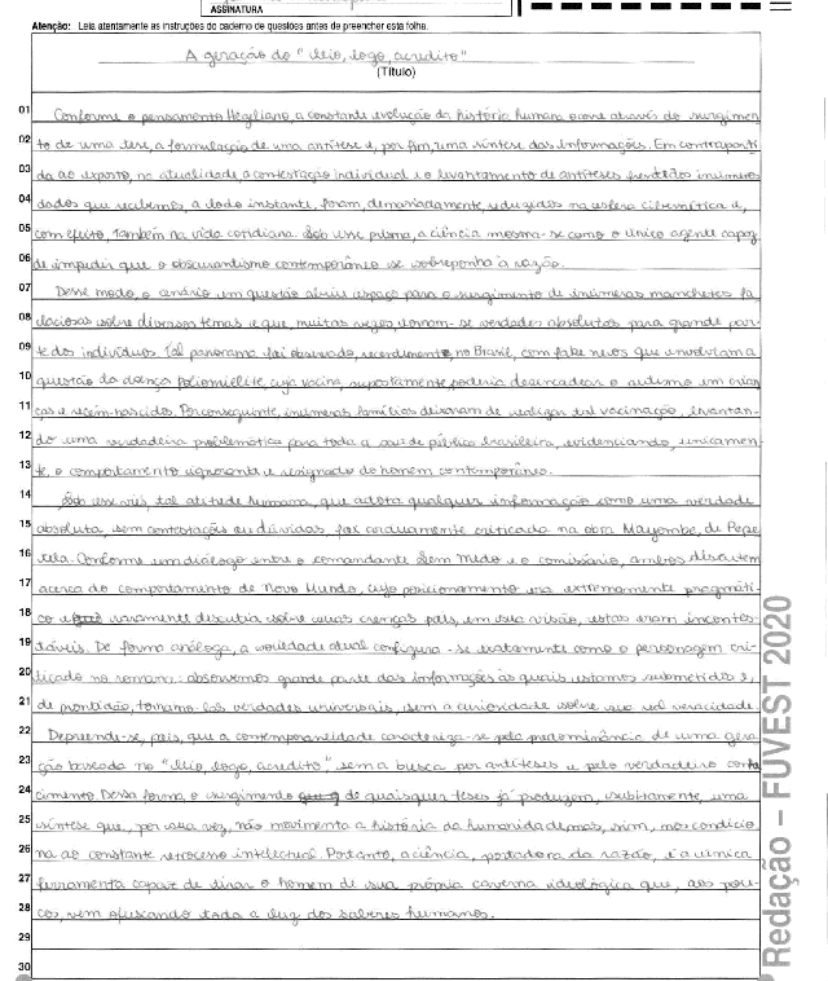 ASSINATURA
Atenção: Leia atentamente as instruções do caderno de questões antes de preencher esta folha.
A geração do "leio, logo, acredito"
(Título)
01 Conforme o pensamento Hegeliano, a constante evolução da história humana ocorre através do surgimen
02 to de uma tese, a formulação de uma antítese e, por fim, uma síntese das informações. Em contraparti
03 da ao exposto, na atualidade, a contestação individual e o levantamento de antíteses frente aos inúmeros
04 dados que recebemos, a todo instante, foram, demasiadamente, reduzidos na esfera cibernética e,
05 com efeito, também na vida cotidiana. Sob esse prisma, a ciência mostra-se como o único agente capaz
06 de impedir que o obscurantismo contemporâneo se sobreponha à razão.
07 Desse modo, o cenário em questão abriu espaço para o surgimento de inúmeras manchetes fa
08 laciosas sobre diversos temas e que, muitas vezes, tornam-se verdades absolutas para grande par-
09 te dos indivíduos. Tal panorama foi observado, recentemente, no Brasil, com fake news que envolviam a
10 questão da doença poliomielite, cuja vacina, supostamente, poderia desencadear o autismo em crian
11 ças e recém-nascidos. Por conseguinte, inúmeras famílias deixaram de realizar tal vacinação, levantan-
12 do uma verdadeira problemática para toda a saúde pública brasileira, evidenciando, unicamen-
13 te, o comportamento ignorante e resignado do homem contemporâneo.
14 Sob esse viés, tal atitude humana, que adota qualquer informação como uma verdade
15 absoluta, sem contestações ou dúvidas, foi arduamente criticada na obra Mayombe, de Pepe
16 tela. Conforme um diálogo entre o comandante Sem Medo e o comissário, ambos discutem
17 acerca do comportamento de Novo Mundo, cujo posicionamento era extremamente pragmáti-
18 co e raramente discutia sobre suas crenças pois, em sua visão, estas eram incontes-
19 táveis. De forma análoga, a sociedade atual configura-se exatamente como o personagem cri-
20 ticado no romance: absorvemos grande parte das informações às quais estamos submetidos e,
21 de prontidão, tornamo-las verdades universais, sem a curiosidade sobre sua real veracidade.
22 Depreende-se, pois, que a contemporaneidade caracteriza-se pela predominância de uma gera
23 ção baseada no "leio, logo, acredito" sem a busca por antíteses e pelo verdadeiro conhe
24 cimento. Dessa forma, o surgimento de quaisquer teses já produzem, subitamente, uma
25 síntese que, por sua vez, não movimenta a história da humanidade mas, sim, nos condicio
26 na ao constante retrocesso intelectual. Portanto, a ciência, portadora da razão, é a única
27 ferramenta capaz de tirar o homem de sua própria caverna ideológica que, aos pou-
28 cos, vem ofuscando toda a luz dos saberes humanos.
29
30
Redação – FUVEST 2020